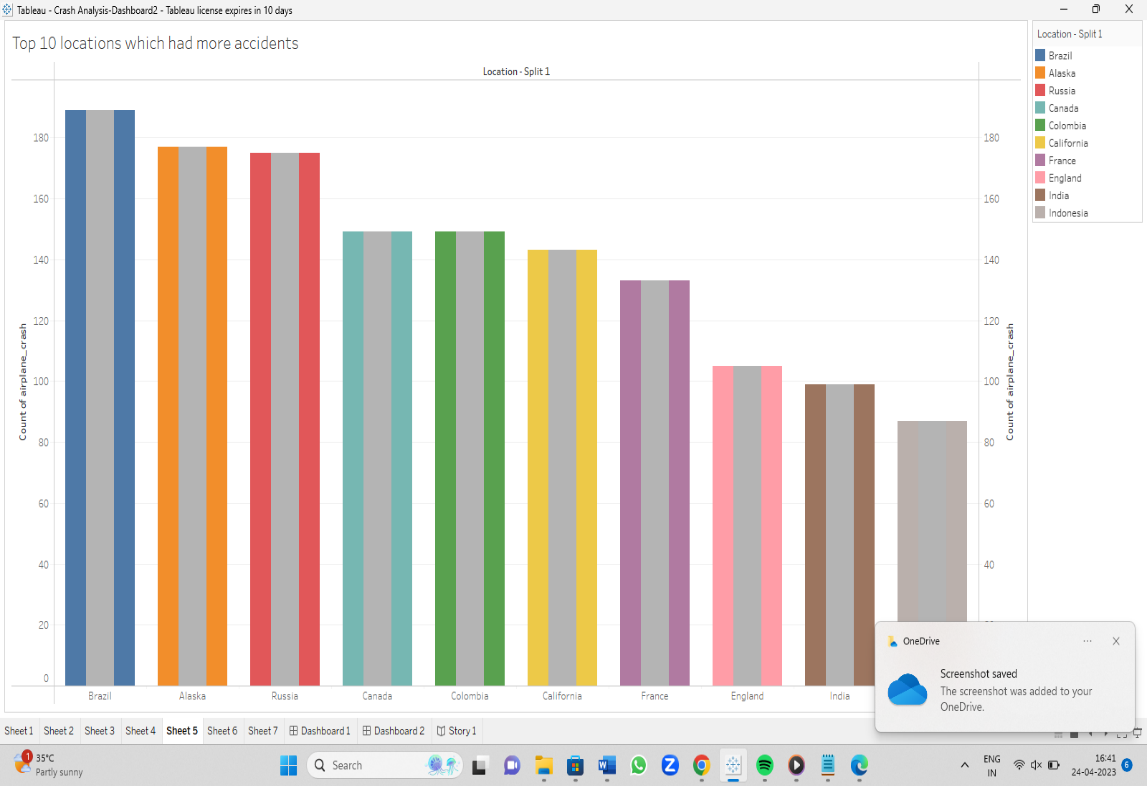 Tableau - Crash Analysis-Dashboard2 - Tableau license expires in 10 days
Top 10 locations which had more accidents
Location - Split 1
180
160
140
120
100
80
60
40
20
0
Count of airplane_crash
180
160
140
120
100
80
60
40
Count of airplane_crash
Brazil Alaska Russia Canada Colombia California France England India
Location - Split 1
Brazil
Alaska
Russia
Canada
Colombia
California
France
England
India
Indonesia
OneDrive
Screenshot saved
The screenshot was added to your
OneDrive.
Sheet 1 Sheet 2 Sheet 3 Sheet 4 Sheet 5 Sheet 6 Sheet 7 Dashboard 1 Dashboard 2 Story 1
1
35°C
Partly sunny
Search
W
Z
ENG
IN
16:41
24-04-2023
6